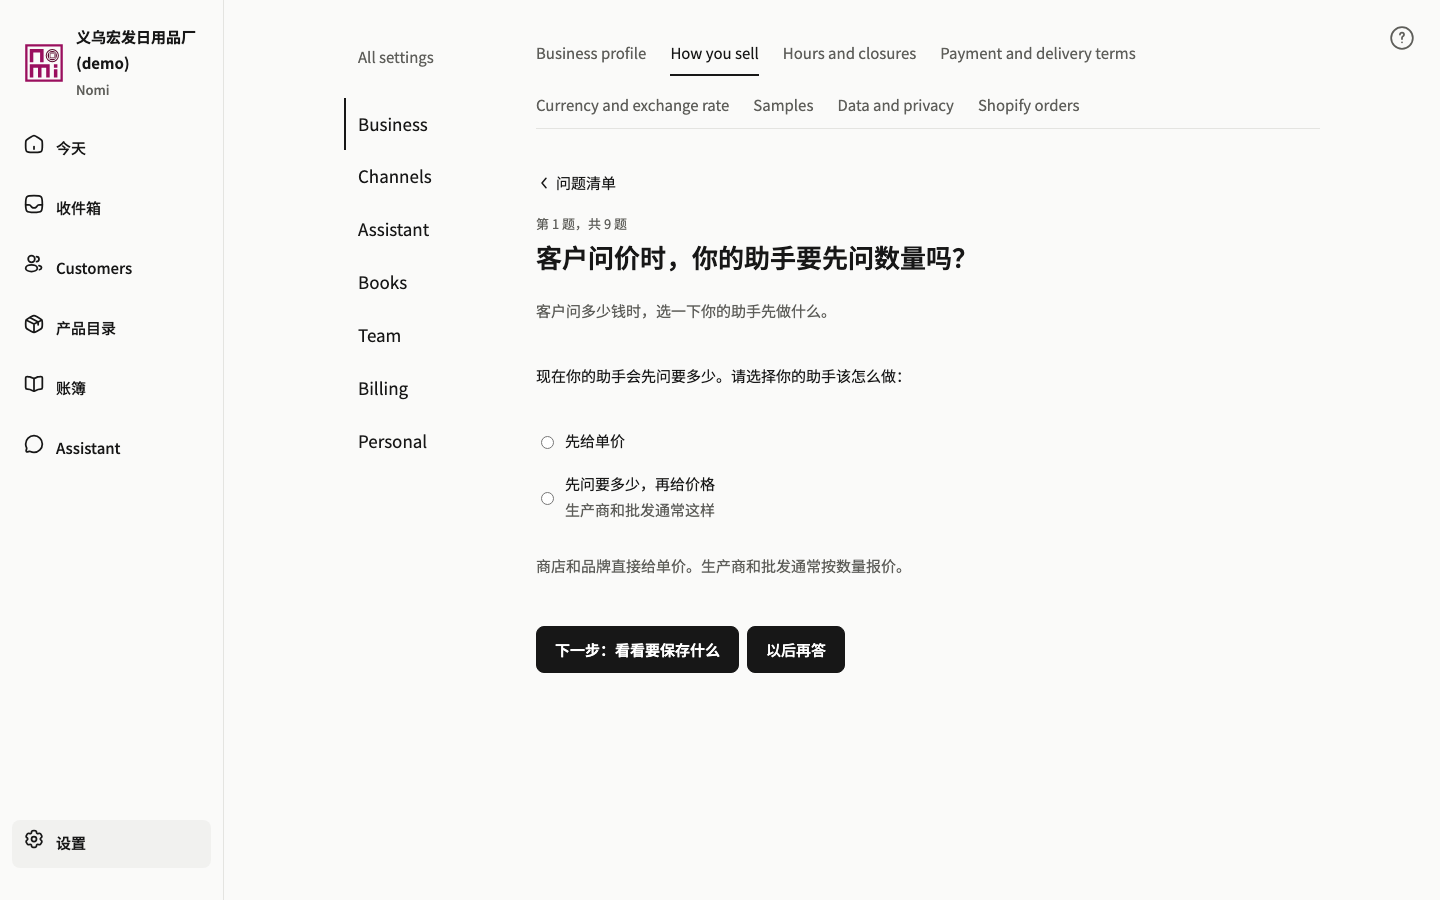 义乌宏发日用品厂
(demo)
Nomi
今天
收件箱
Customers
产品目录
账簿
Assistant
设置
All settings
Business
Channels
Assistant
Books
Team
Billing
Personal
Business profile
How you sell
Hours and closures
Payment and delivery terms
Currency and exchange rate
Samples
Data and privacy
Shopify orders
问题清单
第 1 题，共 9 题
客户问价时，你的助手要先问数量吗？
客户问多少钱时，选一下你的助手先做什么。
现在你的助手会先问要多少。请选择你的助手该怎么做：
先给单价
先问要多少，再给价格
生产商和批发通常这样
商店和品牌直接给单价。生产商和批发通常按数量报价。
下一步：看看要保存什么
以后再答